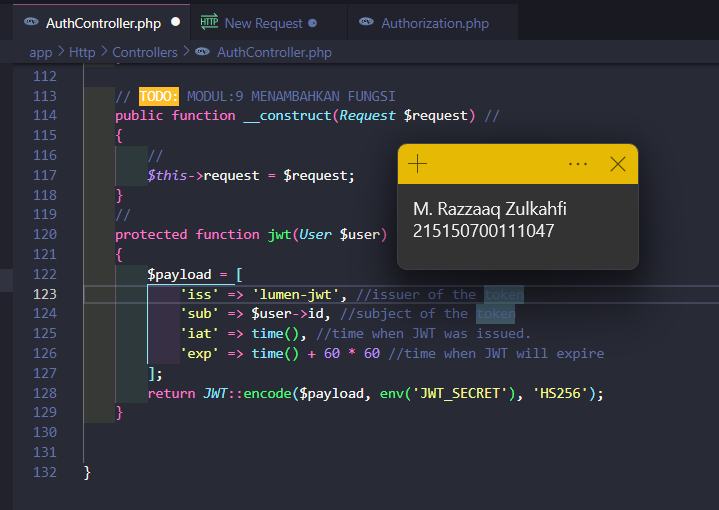 AuthController.php
New Request
Authorization.php
app > Http > Controllers > AuthController.php
112
113 // TODO: MODUL:9 MENAMBAHKAN FUNGSI
114 public function __construct(Request $request) //
115 {
116 //
117 $this->request = $request;
118 }
119 //
120 protected function jwt(User $user)
121 {
122 $payload = [
123 'iss' => 'lumen-jwt', //issuer of the token
124 'sub' => $user->id, //subject of the token
125 'iat' => time(), //time when JWT was issued.
126 'exp' => time() + 60 * 60 //time when JWT will expire
127 ];
128 return JWT::encode($payload, env('JWT_SECRET'), 'HS256');
129 }
130
131
132 }
M. Razzaaq Zulkahfi
215150700111047